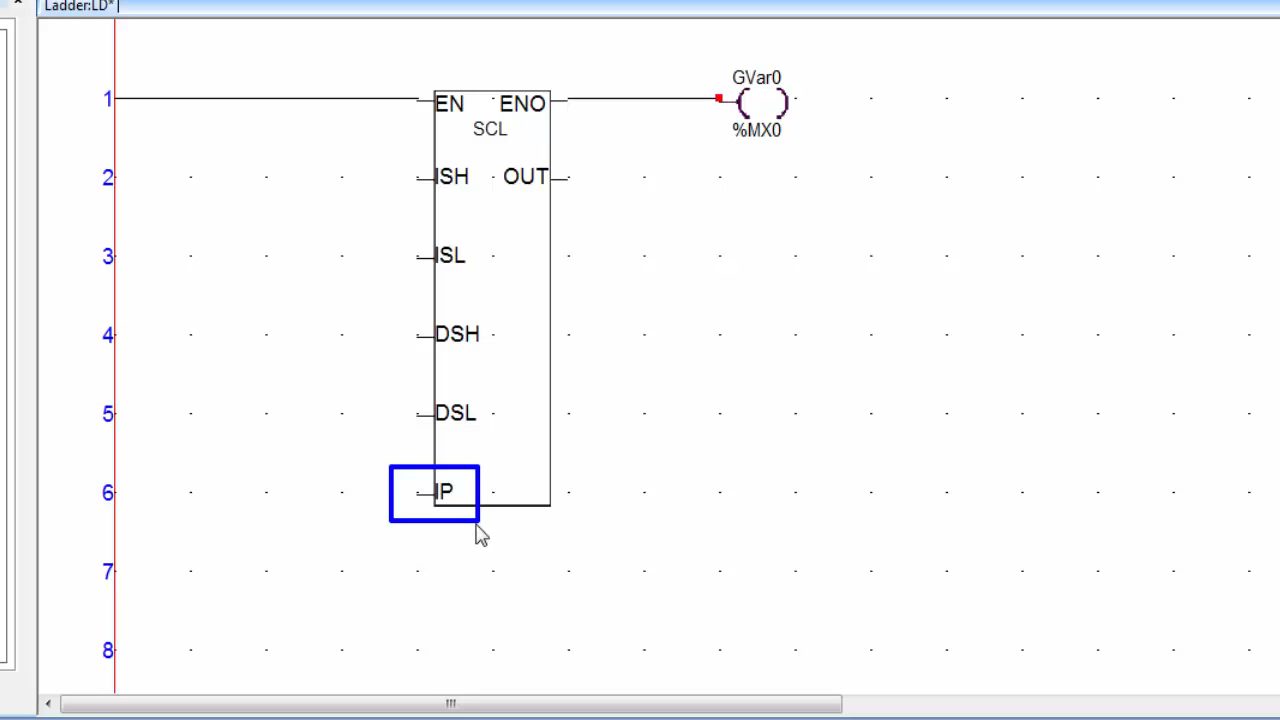 Ladder:LD*
GVar0
1
EN ENO
%MX0
SCL
2
ISH OUT
3
ISL
4
DSH
5
DSL
6
IP
7
8